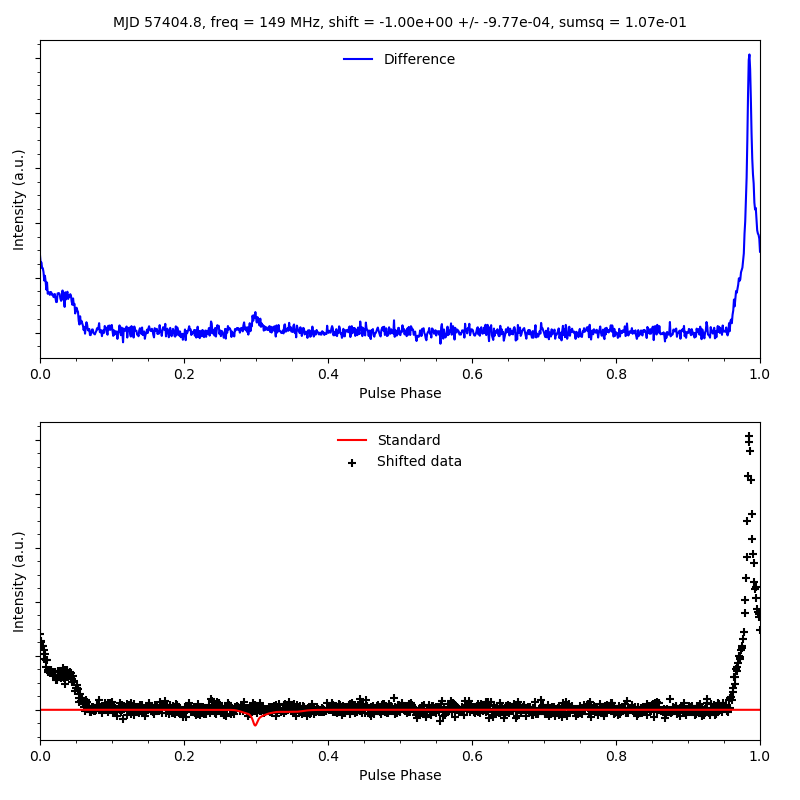 MJD 57404.8, freq = 149 MHz, shift = -1.00e+00 +/- -9.77e-04, sumsq = 1.07e-01
Difference
Intensity (a.u.)
0.0 0.2 0.4 0.6 0.8 1.0
Pulse Phase
Standard
Shifted data
Intensity (a.u.)
0.0 0.2 0.4 0.6 0.8 1.0
Pulse Phase